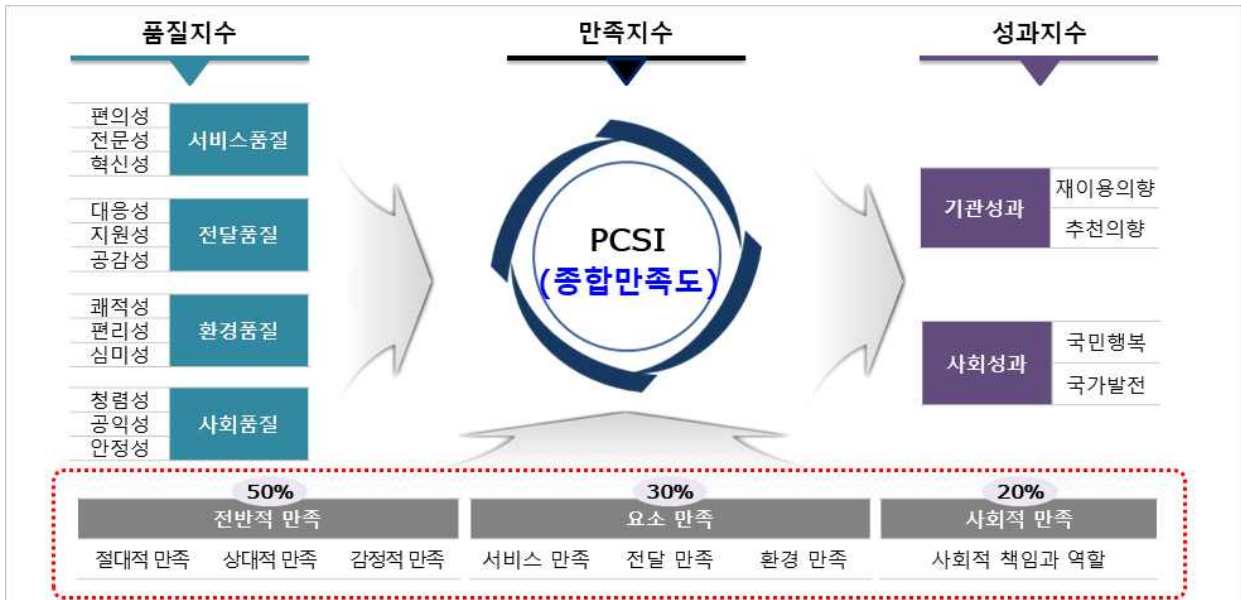 품질지수
만족지수
성과지수
편의성
전문성
혁신성
서비스품질
대응성
지원성
공감성
전달품질
쾌적성
편리성
심미성
환경품질
청렴성
공익성
안정성
사회품질
PCSI
(종합만족도)
기관성과
재이용의향
추천의향
사회성과
국민행복
국가발전
50%
전반적 만족
절대적 만족 상대적 만족 감정적 만족
30%
요소 만족
서비스 만족 전달 만족 환경 만족
20%
사회적 만족
사회적 책임과 역할